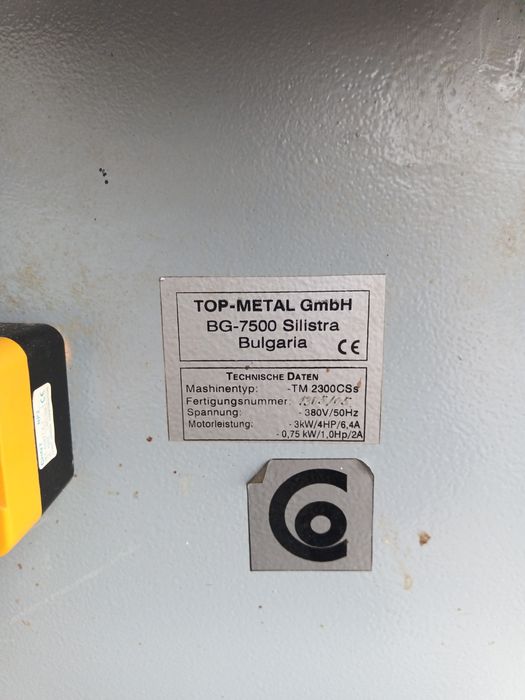 TOP-METAL GmbH
BG-7500 Silistra
Bulgaria CE
TECHNISCHE DATEN
Mashinentyp: -TM 2300CSs
Fertigungsnummer:
Spannung: - 380V/50Hz
Motorleistung: - 3kW/4HP/6,4A
- 0,75 kW/1,0Hp/2A